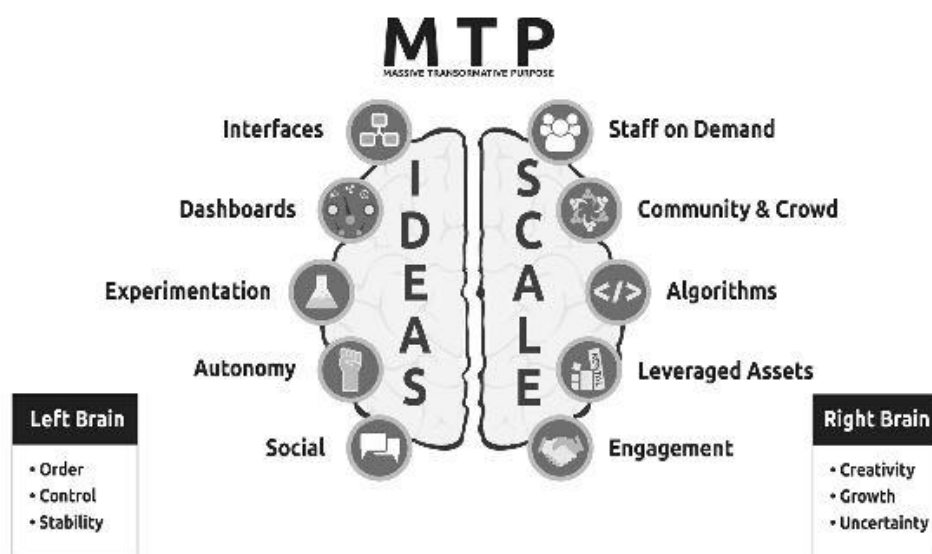 MTP
MASSIVE TRANSORMATIVE PURPOSE
Interfaces
Dashboards
Experimentation
Autonomy
Social
IDEAS
SCALE
Staff on Demand
Community & Crowd
</>
Algorithms
Leveraged Assets
Engagement
Left Brain
• Order
• Control
• Stability
Right Brain
• Creativity
• Growth
• Uncertainty